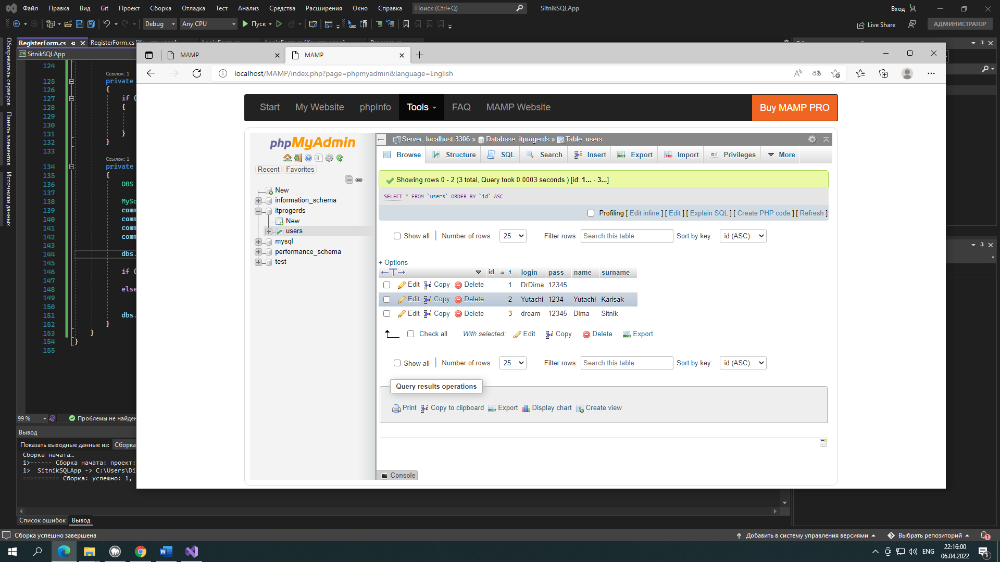 Файл Правка Вид Git Проект Сборка Отладка Тест Анализ Средства Расширения Окно Справка Поиск (Ctrl+Q) SitnikSQLApp Вход
Debug Any CPU Пуск Live Share АДМИНИСТРАТОР
RegisterForm.cs RegisterForm.cs [Конструктор]
SitnikSQLApp
Обозреватель серверов
Панель элементов
Источники данных
MAMP MAMP
localhost/MAMP/index.php?page=phpmyadmin&language=English
Start My Website phpInfo Tools FAQ MAMP Website Buy MAMP PRO
124
Ссылок: 1
125 private
126 {
127 if (
128 {
129
130
131 }
132 }
133
Ссылок: 1
134 private
135 {
136 DBS
137
138 MySq
139 comm
140 comm
141 comm
142 comm
143
144 dbs.
145
146 if (
147
148 else
149
150
151 dbs.
152 }
153 }
154 }
155
99 % Проблемы не найден
Вывод
Показать выходные данные из: Сборка
Сборка начата…
1>------ Сборка начата: проект:
1> SitnikSQLApp -> C:\Users\Di
========== Сборка: успешно: 1,
phpMyAdmin
Recent Favorites
New
information_schema
itprogerds
New
users
mysql
performance_schema
test
Server: localhost:3306 » Database: itprogerds » Table: users
Browse Structure SQL Search Insert Export Import Privileges More
Showing rows 0 - 2 (3 total, Query took 0.0003 seconds.) [id: 1... - 3...]
SELECT * FROM `users` ORDER BY `id` ASC
Profiling [ Edit inline ] [ Edit ] [ Explain SQL ] [ Create PHP code ] [ Refresh ]
Show all Number of rows: 25 Filter rows: Search this table Sort by key: id (ASC)
+ Options
←T→ id 1 login pass name surname
Edit Copy Delete 1 DrDima 12345
Edit Copy Delete 2 Yutachi 1234 Yutachi Karisak
Edit Copy Delete 3 dream 12345 Dima Sitnik
Check all With selected: Edit Copy Delete Export
Show all Number of rows: 25 Filter rows: Search this table Sort by key: id (ASC)
Query results operations
Print Copy to clipboard Export Display chart Create view
Console
Список ошибок Вывод
Сборка успешно завершена Добавить в систему управления версиями Выбрать репозиторий 1
ENG 22:16:00
06.04.2022 1